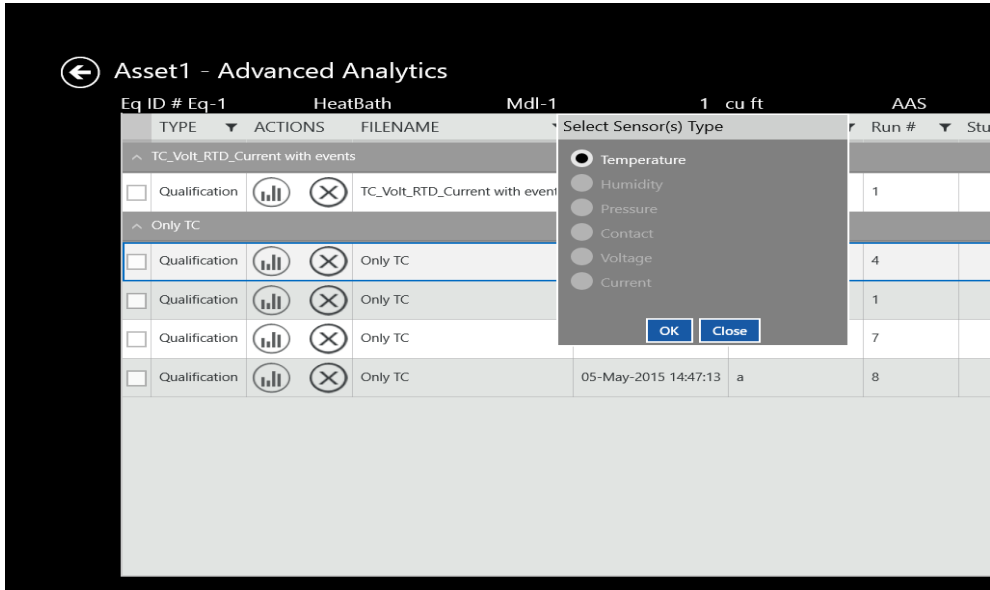 Asset1 - Advanced Analytics
Eq ID # Eq-1 HeatBath Mdl-1 1 cu ft AAS
TYPE ACTIONS FILENAME Run # Stu
Select Sensor(s) Type
Temperature
Humidity
Pressure
Contact
Voltage
Current
OK Close
TC_Volt_RTD_Current with events
Qualification TC_Volt_RTD_Current with event 1
Only TC
Qualification Only TC 4
Qualification Only TC 1
Qualification Only TC 7
Qualification Only TC 05-May-2015 14:47:13 a 8